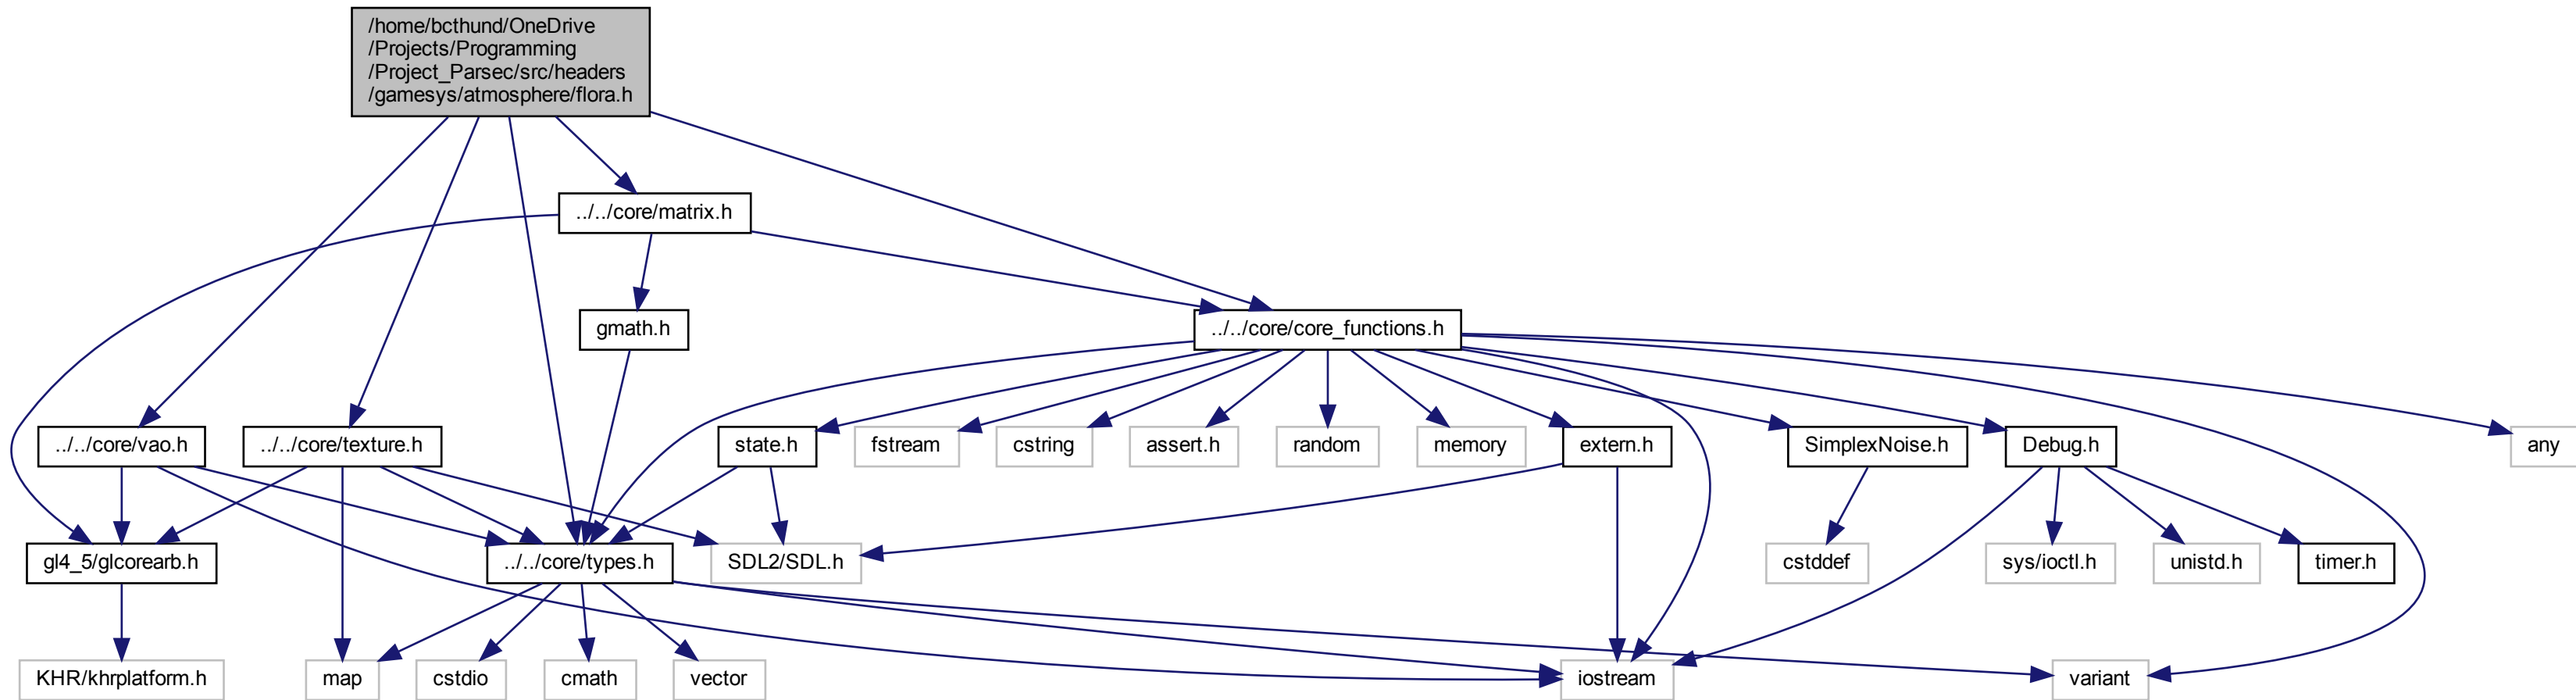 /home/bcthund/OneDrive
/Projects/Programming
/Project_Parsec/src/headers
/gamesys/atmosphere/flora.h
../../core/matrix.h
gmath.h
../../core/core_functions.h
../../core/vao.h
../../core/texture.h
state.h
fstream
cstring
assert.h
random
memory
extern.h
SimplexNoise.h
Debug.h
any
gl4_5/glcorearb.h
../../core/types.h
SDL2/SDL.h
cstddef
sys/ioctl.h
unistd.h
timer.h
KHR/khrplatform.h
map
cstdio
cmath
vector
iostream
variant